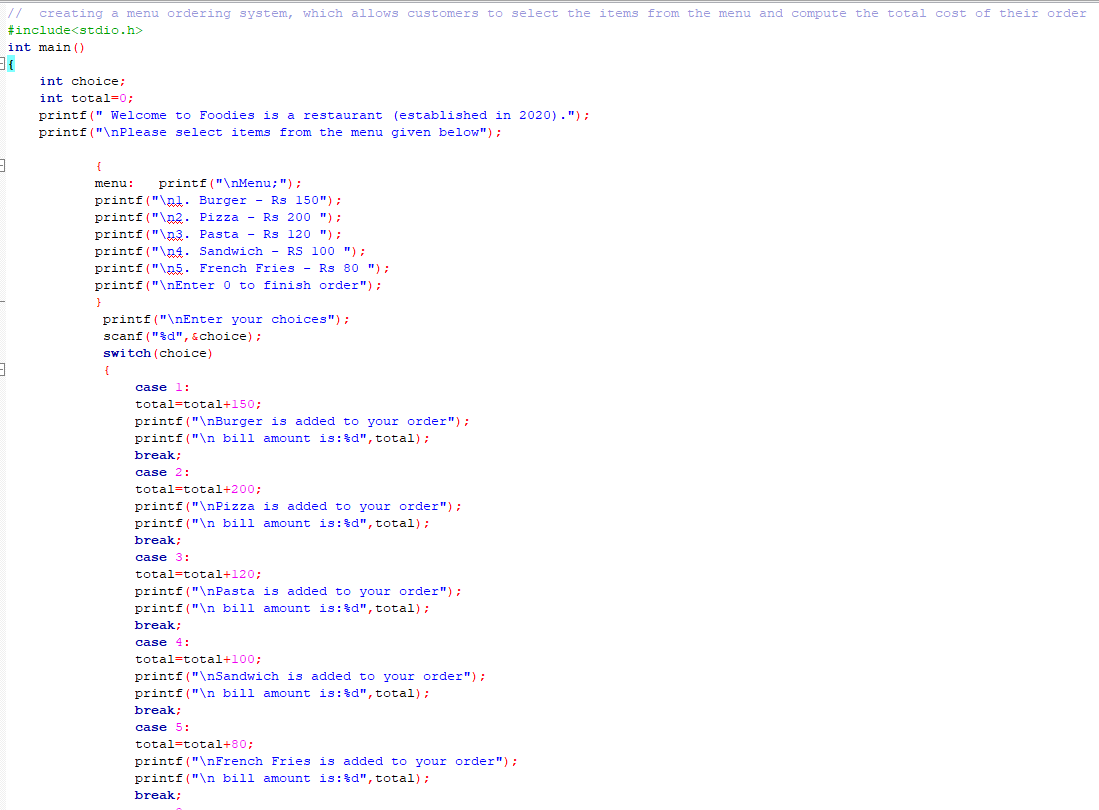 //  creating a menu ordering system, which allows customers to select the items from the menu and compute the total cost of their order
#include<stdio.h>
int main()
{
    int choice;
    int total=0;
    printf(" Welcome to Foodies is a restaurant (established in 2020).");
    printf("\nPlease select items from the menu given below");
           {
           menu:   printf("\nMenu;");
           printf("\n1. Burger - Rs 150");
           printf("\n2. Pizza - Rs 200 ");
           printf("\n3. Pasta - Rs 120 ");
           printf("\n4. Sandwich - RS 100 ");
           printf("\n5. French Fries - Rs 80 ");
           printf("\nEnter 0 to finish order");
           }
            printf("\nEnter your choices");
            scanf("%d",&choice);
            switch(choice)
            {
                case 1:
                total=total+150;
                printf("\nBurger is added to your order");
                printf("\n bill amount is:%d",total);
                break;
                case 2:
                total=total+200;
                printf("\nPizza is added to your order");
                printf("\n bill amount is:%d",total);
                break;
                case 3:
                total=total+120;
                printf("\nPasta is added to your order");
                printf("\n bill amount is:%d",total);
                break;
                case 4:
                total=total+100;
                printf("\nSandwich is added to your order");
                printf("\n bill amount is:%d",total);
                break;
                case 5:
                total=total+80;
                printf("\nFrench Fries is added to your order");
                printf("\n bill amount is:%d",total);
                break;